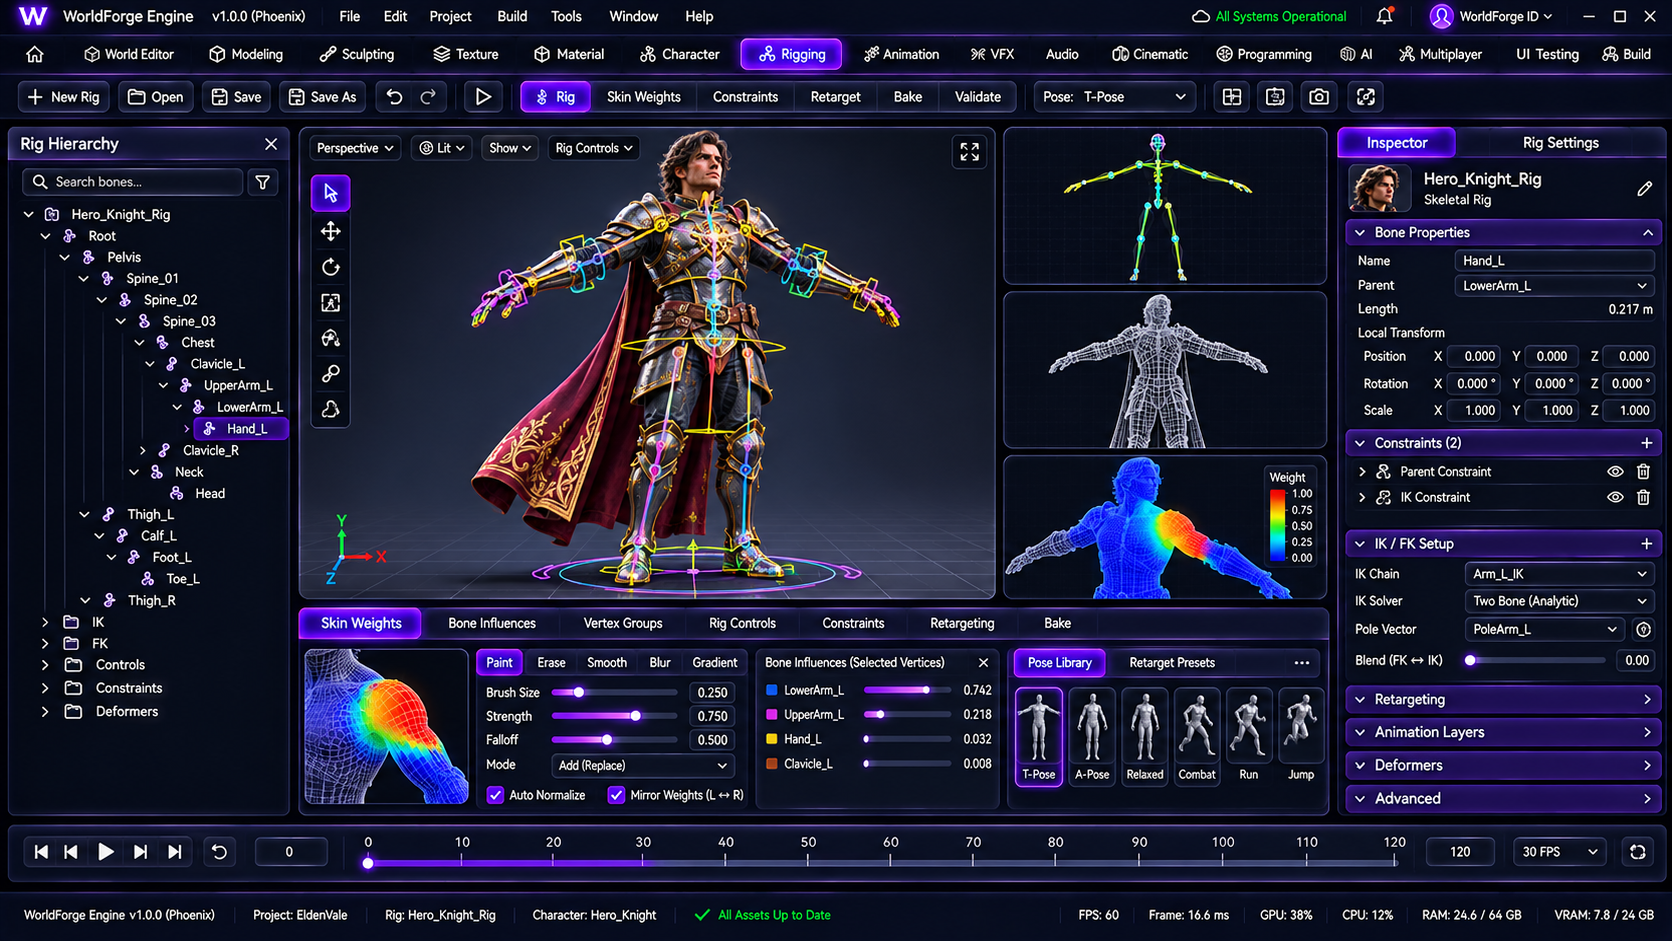 W WorldForge Engine v1.0.0 (Phoenix) File Edit Project Build Tools Window Help All Systems Operational WorldForge ID
World Editor Modeling Sculpting Texture Material Character Rigging Animation VFX Audio Cinematic Programming AI Multiplayer UI Testing Build
New Rig Open Save Save As Rig Skin Weights Constraints Retarget Bake Validate Pose: T-Pose
Rig Hierarchy
Search bones...
Hero_Knight_Rig
Root
Pelvis
Spine_01
Spine_02
Spine_03
Chest
Clavicle_L
UpperArm_L
LowerArm_L
Hand_L
Clavicle_R
Neck
Head
Thigh_L
Calf_L
Foot_L
Toe_L
Thigh_R
IK
FK
Controls
Constraints
Deformers
Perspective Lit Show Rig Controls
Y
X
Z
Weight
1.00
0.75
0.50
0.25
0.00
Inspector Rig Settings
Hero_Knight_Rig
Skeletal Rig
Bone Properties
Name Hand_L
Parent LowerArm_L
Length 0.217 m
Local Transform
Position X 0.000 Y 0.000 Z 0.000
Rotation X 0.000 ° Y 0.000 ° Z 0.000 °
Scale X 1.000 Y 1.000 Z 1.000
Constraints (2)
Parent Constraint
IK Constraint
IK / FK Setup
IK Chain Arm_L_IK
IK Solver Two Bone (Analytic)
Pole Vector PoleArm_L
Blend (FK ↔ IK) 0.00
Retargeting
Animation Layers
Deformers
Advanced
Skin Weights Bone Influences Vertex Groups Rig Controls Constraints Retargeting Bake
Paint Erase Smooth Blur Gradient
Brush Size 0.250
Strength 0.750
Falloff 0.500
Mode Add (Replace)
Auto Normalize Mirror Weights (L ↔ R)
Bone Influences (Selected Vertices)
LowerArm_L 0.742
UpperArm_L 0.218
Hand_L 0.032
Clavicle_L 0.008
Pose Library Retarget Presets
T-Pose A-Pose Relaxed Combat Run Jump
0 0 10 20 30 40 50 60 70 80 90 100 110 120 120 30 FPS
WorldForge Engine v1.0.0 (Phoenix) Project: EldenVale Rig: Hero_Knight_Rig Character: Hero_Knight All Assets Up to Date FPS: 60 Frame: 16.6 ms GPU: 38% CPU: 12% RAM: 24.6 / 64 GB VRAM: 7.8 / 24 GB